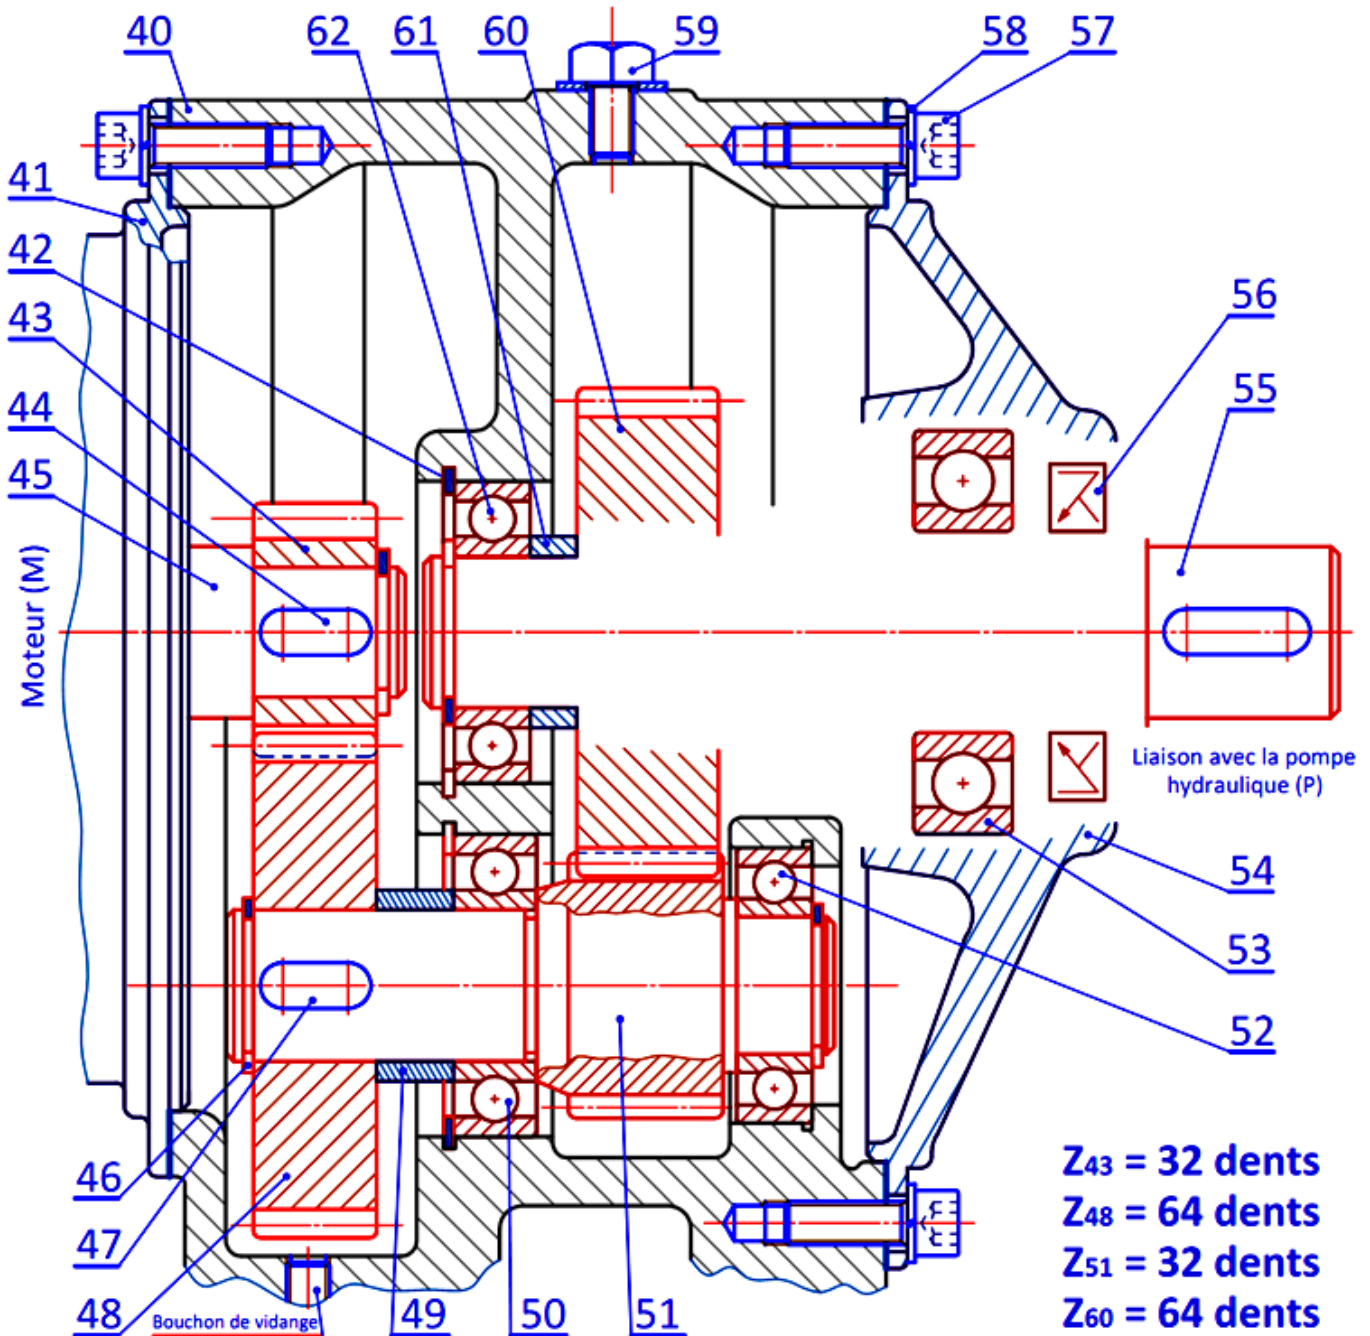 40
62
61
60
59
58
57
41
42
43
44
45
56
55
Moteur (M)
Liaison avec la pompe
hydraulique (P)
54
53
52
46
47
48
Bouchon de vidange
49
50
51
Z43 = 32 dents
Z48 = 64 dents
Z51 = 32 dents
Z60 = 64 dents